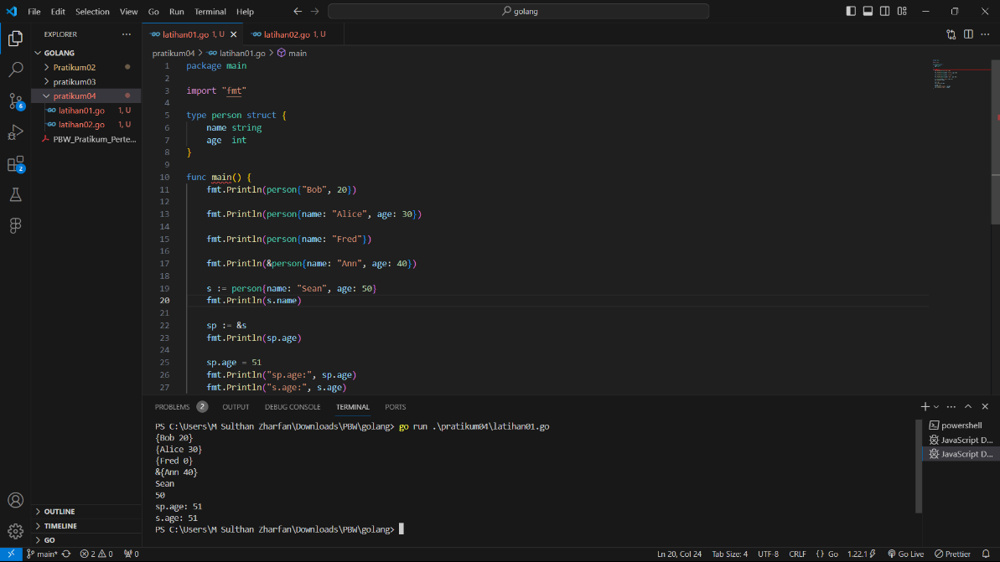 File Edit Selection View Go Run Terminal Help
golang
EXPLORER
latihan01.go 1, U
latihan02.go 1, U
GOLANG
Pratikum02
pratikum03
pratikum04
latihan01.go 1, U
latihan02.go 1, U
PBW_Pratikum_Perte...
OUTLINE
TIMELINE
GO
6
2
pratikum04 > latihan01.go > main
1 package main
2
3 import "fmt"
4
5 type person struct {
6 name string
7 age  int
8 }
9
10 func main() {
11 fmt.Println(person{"Bob", 20})
12
13 fmt.Println(person{name: "Alice", age: 30})
14
15 fmt.Println(person{name: "Fred"})
16
17 fmt.Println(&person{name: "Ann", age: 40})
18
19 s := person{name: "Sean", age: 50}
20 fmt.Println(s.name)
21
22 sp := &s
23 fmt.Println(sp.age)
24
25 sp.age = 51
26 fmt.Println("sp.age:", sp.age)
27 fmt.Println("s.age:", s.age)
PROBLEMS 2 OUTPUT DEBUG CONSOLE TERMINAL PORTS
PS C:\Users\M Sulthan Zharfan\Downloads\PBW\golang> go run .\pratikum04\latihan01.go
{Bob 20}
{Alice 30}
{Fred 0}
&{Ann 40}
Sean
50
sp.age: 51
s.age: 51
PS C:\Users\M Sulthan Zharfan\Downloads\PBW\golang>
powershell
JavaScript D...
JavaScript D...
main* 2 0 0 Ln 20, Col 24 Tab Size: 4 UTF-8 CRLF {} Go 1.22.1 Go Live Prettier